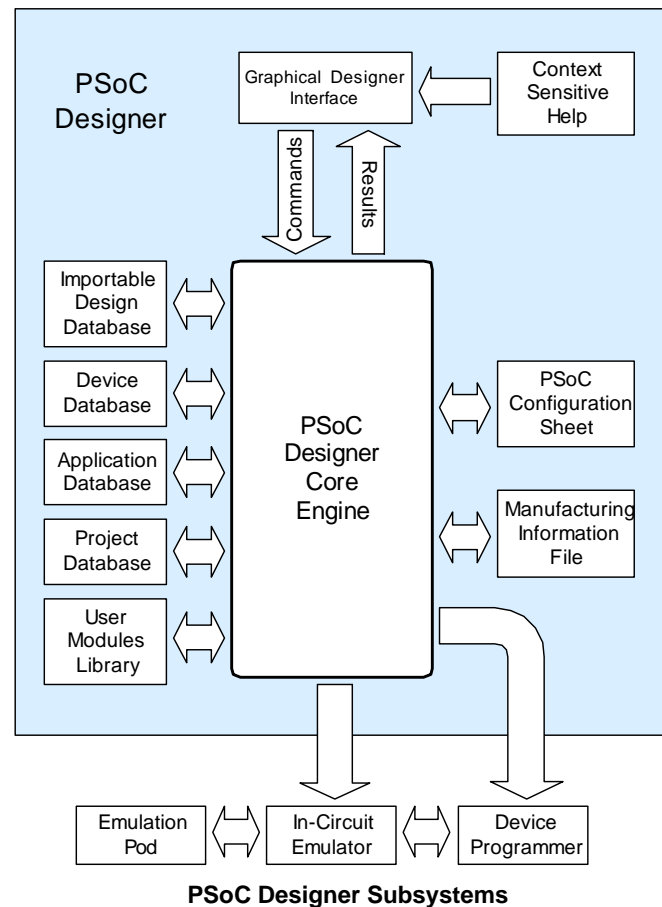 PSoC
Designer
Graphical Designer
Interface
Context
Sensitive
Help
Commands
Results
Importable
Design
Database
Device
Database
Application
Database
Project
Database
User
Modules
Library
PSoC
Designer
Core
Engine
PSoC
Configuration
Sheet
Manufacturing
Information
File
Emulation
Pod
In-Circuit
Emulator
Device
Programmer
PSoC Designer Subsystems